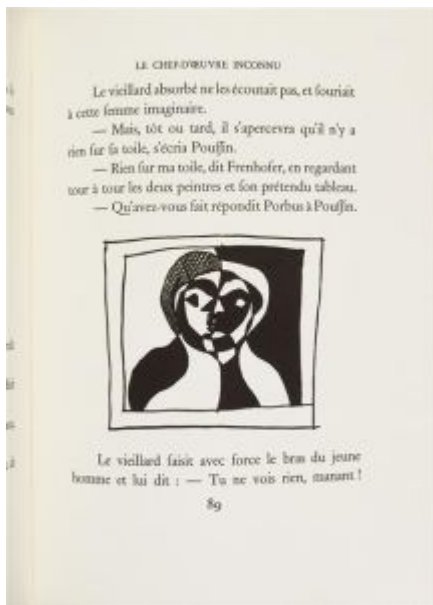 LE CHEF-D'ŒUVRE INCONNU
Le vieillard absorbé ne les écoutait pas, et souriait
à cette femme imaginaire.
— Mais, tôt ou tard, il s'apercevra qu'il n'y a
rien sur sa toile, s'écria Poussin.
— Rien sur ma toile, dit Frenhofer, en regardant
tour à tour les deux peintres et son prétendu tableau.
— Qu'avez-vous fait répondit Porbus à Poussin.
Le vieillard saisit avec force le bras du jeune
homme et lui dit : — Tu ne vois rien, manant !
89